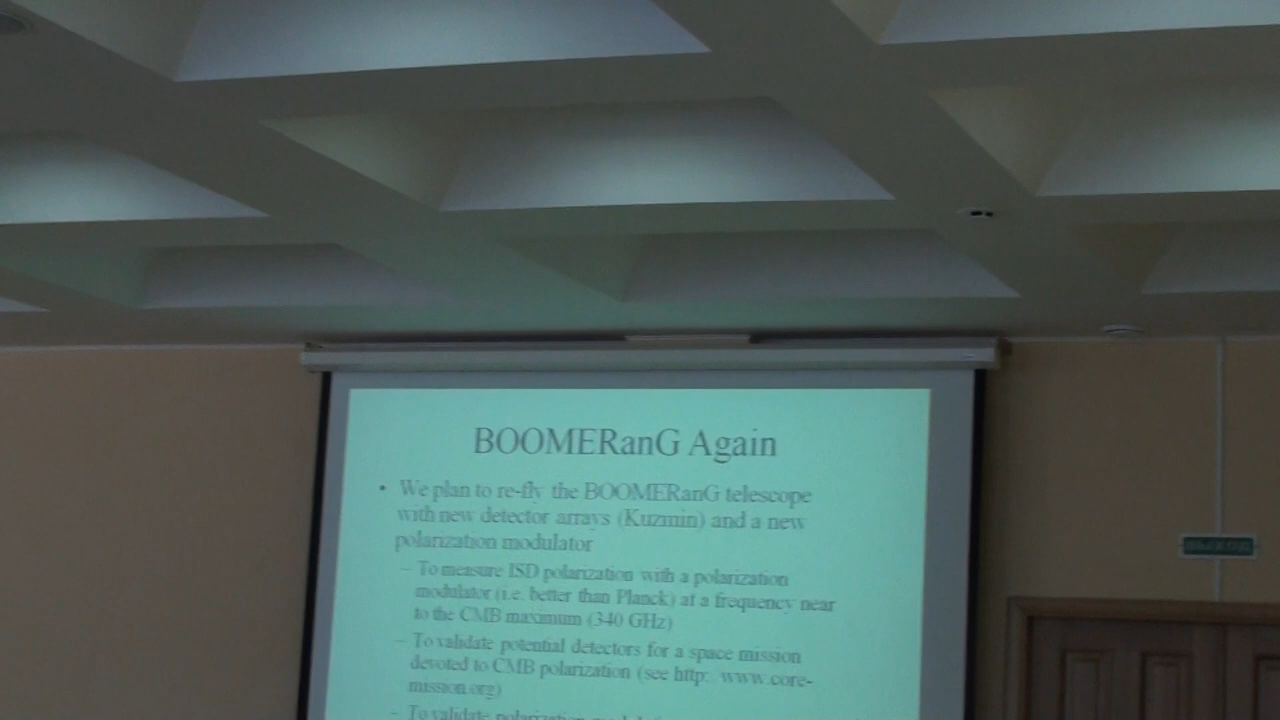 BOOMERanG Again
• We plan to re-fly the BOOMERanG telescope
with new detector arrays (Kuzmin) and a new
polarization modulator
– To measure ISD polarization with a polarization
modulator (i.e. better than Planck) at a frequency near
to the CMB maximum (340 GHz)
– To validate potential detectors for a space mission
devoted to CMB polarization (see http: www.core-
mission.org)
– To validate polarization